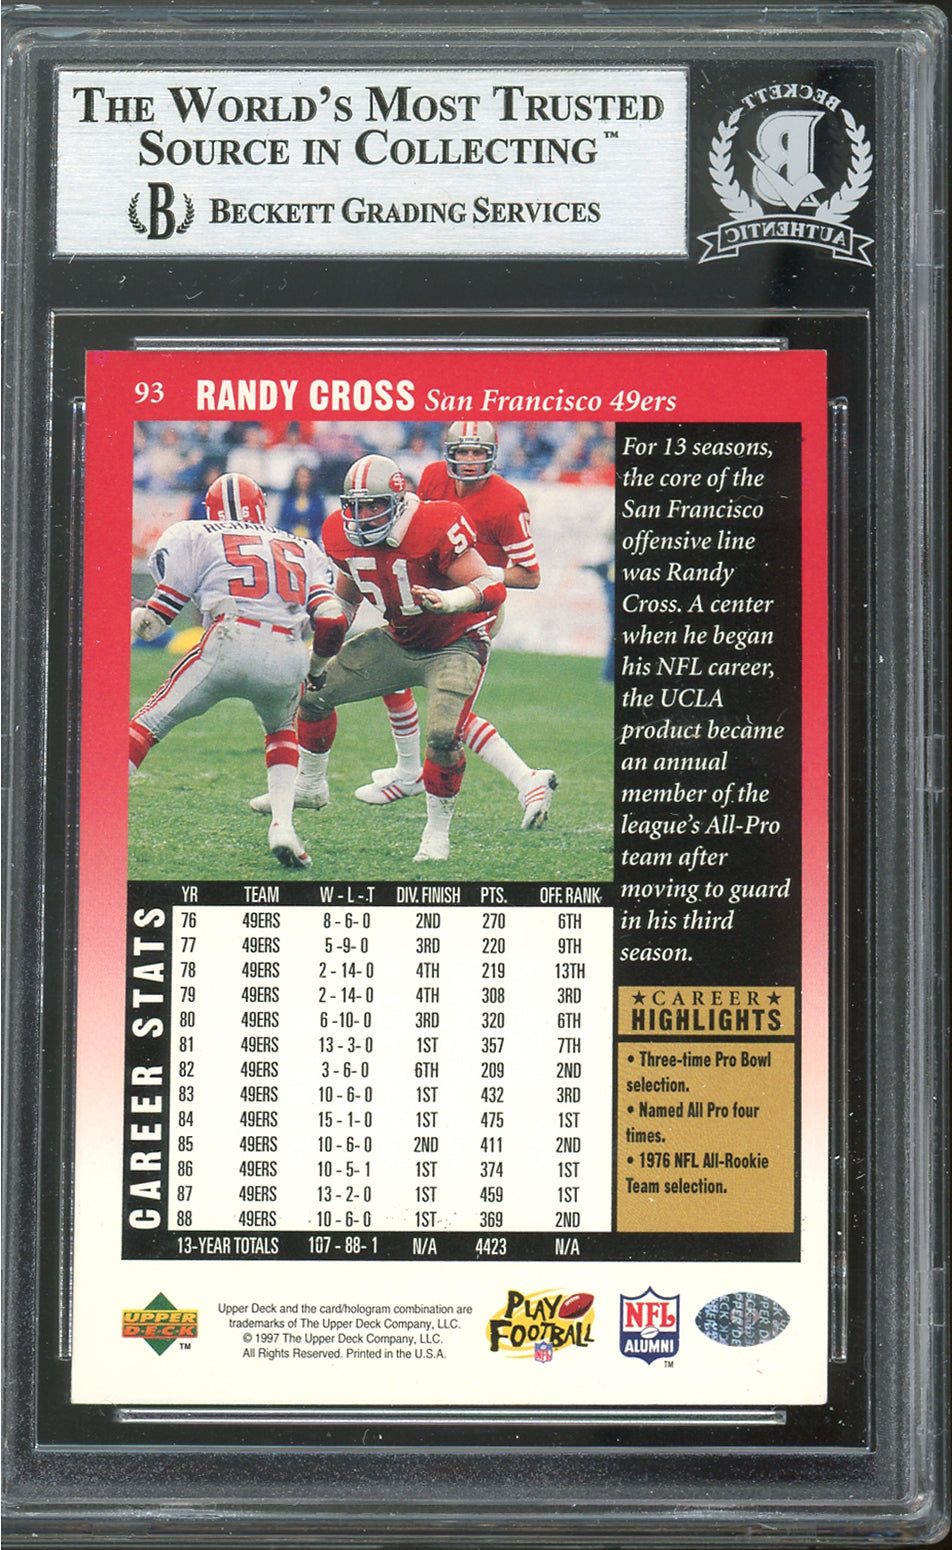 THE WORLD'S MOST TRUSTED
SOURCE IN COLLECTING™
B BECKETT GRADING SERVICES
BECKETT
B
AUTHENTIC
93 RANDY CROSS San Francisco 49ers
For 13 seasons,
the core of the
San Francisco
offensive line
was Randy
Cross. A center
when he began
his NFL career,
the UCLA
product became
an annual
member of the
league's All-Pro
team after
moving to guard
in his third
season.
56
56
51
51
SF
CAREER STATS
YR TEAM W - L - T DIV. FINISH PTS. OFF. RANK
76 49ERS 8 - 6 - 0 2ND 270 6TH
77 49ERS 5 - 9 - 0 3RD 220 9TH
78 49ERS 2 - 14 - 0 4TH 219 13TH
79 49ERS 2 - 14 - 0 4TH 308 3RD
80 49ERS 6 - 10 - 0 3RD 320 6TH
81 49ERS 13 - 3 - 0 1ST 357 7TH
82 49ERS 3 - 6 - 0 6TH 209 2ND
83 49ERS 10 - 6 - 0 1ST 432 3RD
84 49ERS 15 - 1 - 0 1ST 475 1ST
85 49ERS 10 - 6 - 0 2ND 411 2ND
86 49ERS 10 - 5 - 1 1ST 374 1ST
87 49ERS 13 - 2 - 0 1ST 459 1ST
88 49ERS 10 - 6 - 0 1ST 369 2ND
13-YEAR TOTALS 107 - 88 - 1 N/A 4423 N/A
★CAREER★
HIGHLIGHTS
• Three-time Pro Bowl
selection.
• Named All Pro four
times.
• 1976 NFL All-Rookie
Team selection.
UPPER
DECK
™
Upper Deck and the card/hologram combination are
trademarks of The Upper Deck Company, LLC.
© 1997 The Upper Deck Company, LLC.
All Rights Reserved. Printed in the U.S.A.
PLAY
FOOTBALL
NFL
NFL
ALUMNI
™